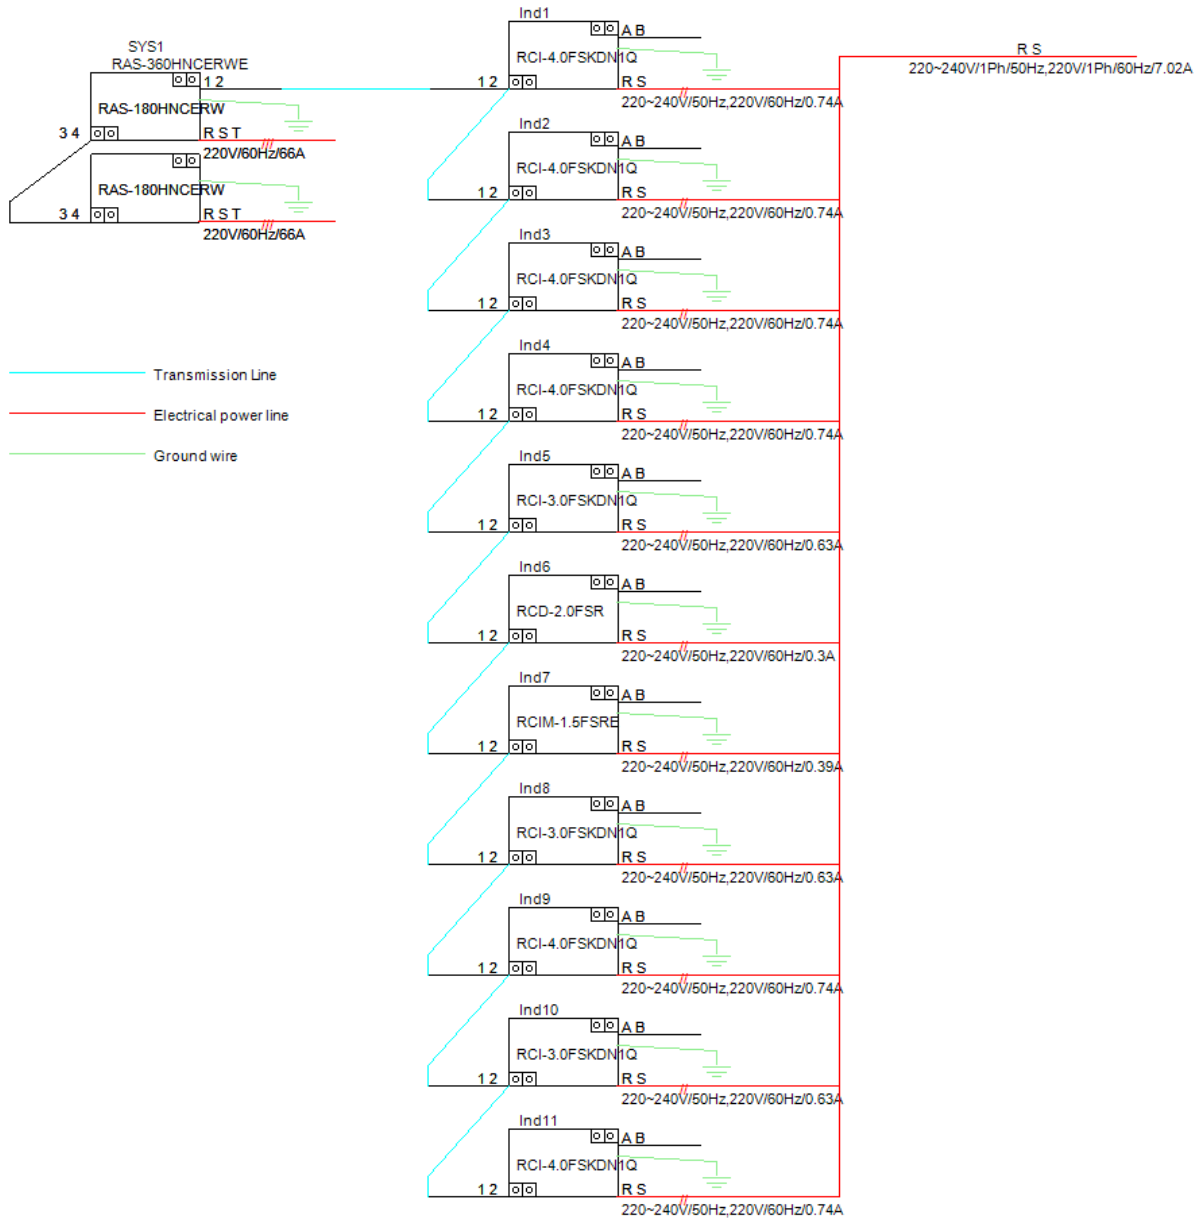 SYS1
RAS-360HNCERWE
1 2
RAS-180HNCERW
3 4
R S T
220V/60Hz/66A
RAS-180HNCERW
3 4
R S T
220V/60Hz/66A
Transmission Line
Electrical power line
Ground wire
Ind1
A B
RCI-4.0FSKDN1Q
1 2
R S
220~240V/50Hz,220V/60Hz/0.74A
Ind2
A B
RCI-4.0FSKDN1Q
1 2
R S
220~240V/50Hz,220V/60Hz/0.74A
Ind3
A B
RCI-4.0FSKDN1Q
1 2
R S
220~240V/50Hz,220V/60Hz/0.74A
Ind4
A B
RCI-4.0FSKDN1Q
1 2
R S
220~240V/50Hz,220V/60Hz/0.74A
Ind5
A B
RCI-3.0FSKDN1Q
1 2
R S
220~240V/50Hz,220V/60Hz/0.63A
Ind6
A B
RCD-2.0FSR
1 2
R S
220~240V/50Hz,220V/60Hz/0.3A
Ind7
A B
RCIM-1.5FSRE
1 2
R S
220~240V/50Hz,220V/60Hz/0.39A
Ind8
A B
RCI-3.0FSKDN1Q
1 2
R S
220~240V/50Hz,220V/60Hz/0.63A
Ind9
A B
RCI-4.0FSKDN1Q
1 2
R S
220~240V/50Hz,220V/60Hz/0.74A
Ind10
A B
RCI-3.0FSKDN1Q
1 2
R S
220~240V/50Hz,220V/60Hz/0.63A
Ind11
A B
RCI-4.0FSKDN1Q
1 2
R S
220~240V/50Hz,220V/60Hz/0.74A
R S
220~240V/1Ph/50Hz,220V/1Ph/60Hz/7.02A